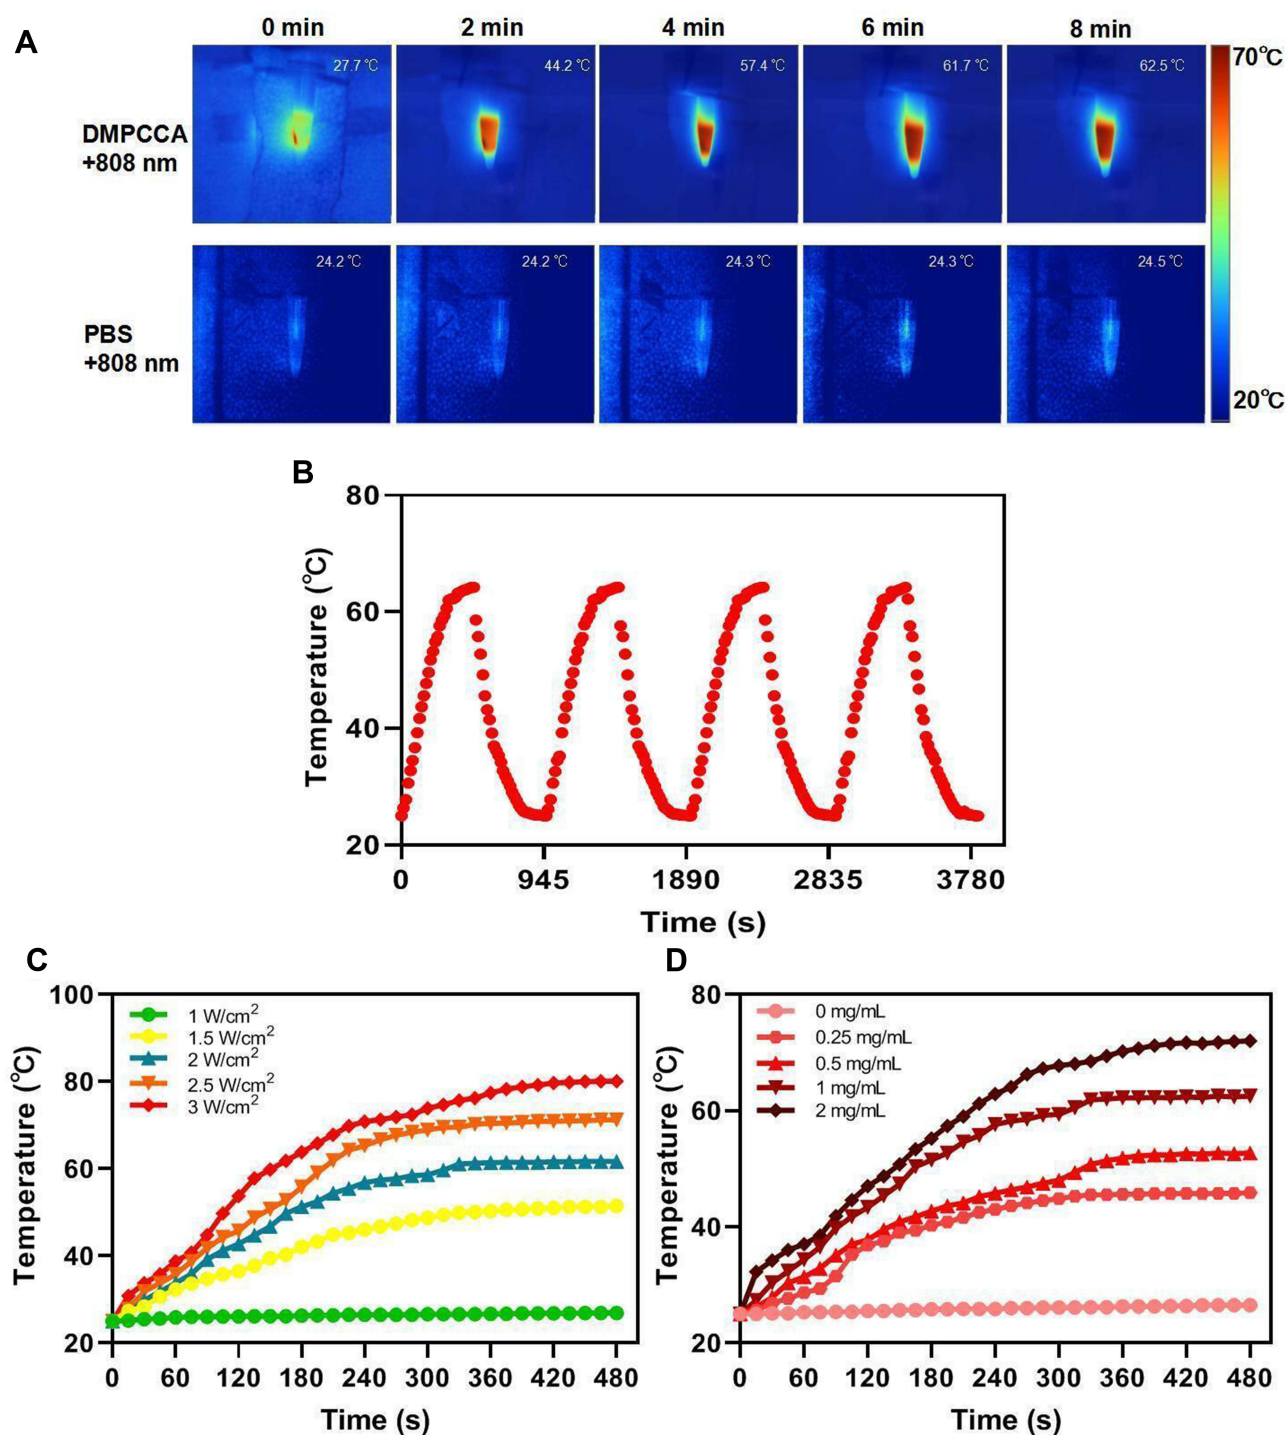 A
0 min 2 min 4 min 6 min 8 min
DMPCCA
+808 nm
27.7 ℃ 44.2 ℃ 57.4 ℃ 61.7 ℃ 62.5 ℃
70℃
PBS
+808 nm
24.2 ℃ 24.2 ℃ 24.3 ℃ 24.3 ℃ 24.5 ℃
20℃
B
Temperature (℃)
80
60
40
20
0 945 1890 2835 3780
Time (s)
C
Temperature (℃)
100
80
60
40
20
1 W/cm²
1.5 W/cm²
2 W/cm²
2.5 W/cm²
3 W/cm²
0 60 120 180 240 300 360 420 480
Time (s)
D
Temperature (℃)
80
60
40
20
0 mg/mL
0.25 mg/mL
0.5 mg/mL
1 mg/mL
2 mg/mL
0 60 120 180 240 300 360 420 480
Time (s)